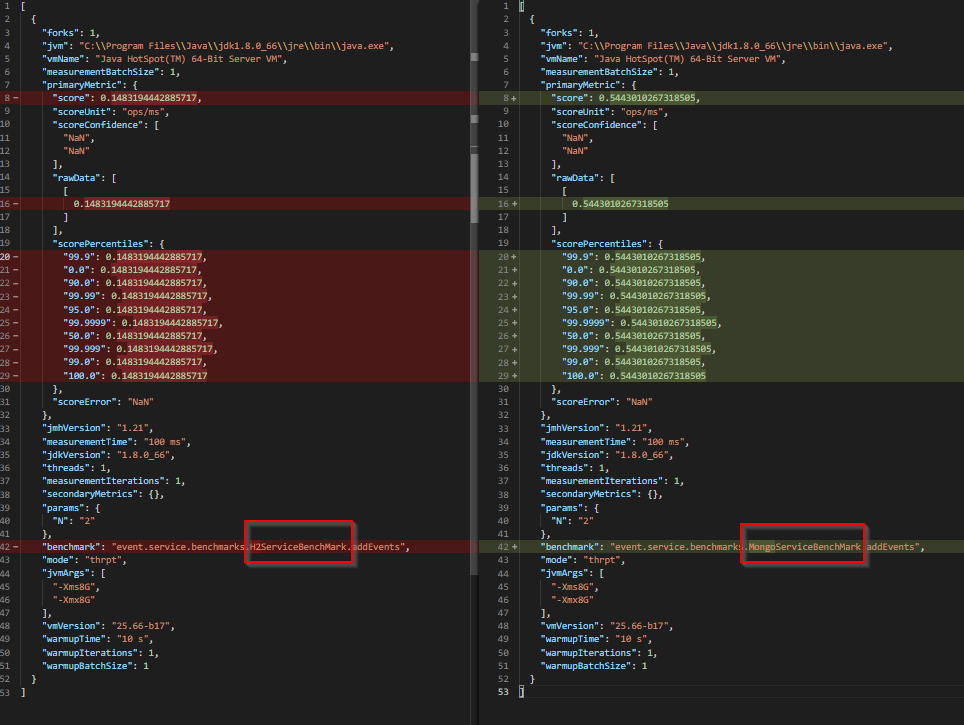 1 [
2 {
3 "forks": 1,
4 "jvm": "C:\\Program Files\\Java\\jdk1.8.0_66\\jre\\bin\\java.exe",
5 "vmName": "Java HotSpot(TM) 64-Bit Server VM",
6 "measurementBatchSize": 1,
7 "primaryMetric": {
8 - "score": 0.1483194442885717,
9 "scoreUnit": "ops/ms",
10 "scoreConfidence": [
11 "NaN",
12 "NaN"
13 ],
14 "rawData": [
15 [
16 - 0.1483194442885717
17 ]
18 ],
19 "scorePercentiles": {
20 - "99.9": 0.1483194442885717,
21 - "0.0": 0.1483194442885717,
22 - "90.0": 0.1483194442885717,
23 - "99.99": 0.1483194442885717,
24 - "95.0": 0.1483194442885717,
25 - "99.9999": 0.1483194442885717,
26 - "50.0": 0.1483194442885717,
27 - "99.999": 0.1483194442885717,
28 - "99.0": 0.1483194442885717,
29 - "100.0": 0.1483194442885717
30 },
31 "scoreError": "NaN"
32 },
33 "jmhVersion": "1.21",
34 "measurementTime": "100 ms",
35 "jdkVersion": "1.8.0_66",
36 "threads": 1,
37 "measurementIterations": 1,
38 "secondaryMetrics": {},
39 "params": {
40 "N": "2"
41 },
42 - "benchmark": "event.service.benchmarks.H2ServiceBenchMark.addEvents",
43 "mode": "thrpt",
44 "jvmArgs": [
45 "-Xms8G",
46 "-Xmx8G"
47 ],
48 "vmVersion": "25.66-b17",
49 "warmupTime": "10 s",
50 "warmupIterations": 1,
51 "warmupBatchSize": 1
52 }
53 ]
1 [
2 {
3 "forks": 1,
4 "jvm": "C:\\Program Files\\Java\\jdk1.8.0_66\\jre\\bin\\java.exe",
5 "vmName": "Java HotSpot(TM) 64-Bit Server VM",
6 "measurementBatchSize": 1,
7 "primaryMetric": {
8 + "score": 0.5443010267318505,
9 "scoreUnit": "ops/ms",
10 "scoreConfidence": [
11 "NaN",
12 "NaN"
13 ],
14 "rawData": [
15 [
16 + 0.5443010267318505
17 ]
18 ],
19 "scorePercentiles": {
20 + "99.9": 0.5443010267318505,
21 + "0.0": 0.5443010267318505,
22 + "90.0": 0.5443010267318505,
23 + "99.99": 0.5443010267318505,
24 + "95.0": 0.5443010267318505,
25 + "99.9999": 0.5443010267318505,
26 + "50.0": 0.5443010267318505,
27 + "99.999": 0.5443010267318505,
28 + "99.0": 0.5443010267318505,
29 + "100.0": 0.5443010267318505
30 },
31 "scoreError": "NaN"
32 },
33 "jmhVersion": "1.21",
34 "measurementTime": "100 ms",
35 "jdkVersion": "1.8.0_66",
36 "threads": 1,
37 "measurementIterations": 1,
38 "secondaryMetrics": {},
39 "params": {
40 "N": "2"
41 },
42 + "benchmark": "event.service.benchmarks.MongoServiceBenchMark.addEvents",
43 "mode": "thrpt",
44 "jvmArgs": [
45 "-Xms8G",
46 "-Xmx8G"
47 ],
48 "vmVersion": "25.66-b17",
49 "warmupTime": "10 s",
50 "warmupIterations": 1,
51 "warmupBatchSize": 1
52 }
53 ]